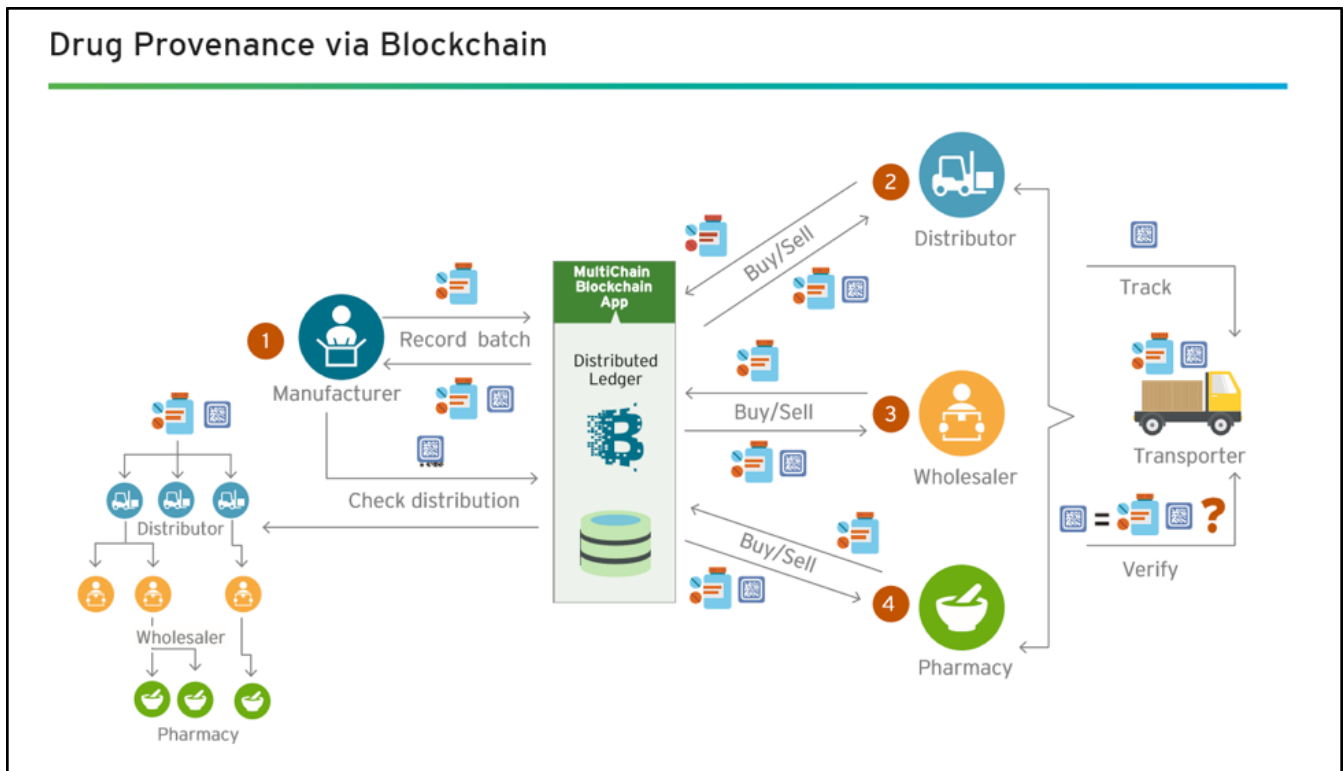 Drug Provenance via Blockchain
2
Distributor
Buy/Sell
MultiChain
Blockchain
App
Track
1
Record batch
Distributed
Ledger
Manufacturer
Buy/Sell
3
Wholesaler
Transporter
Check distribution
Distributor
Buy/Sell
= ?
Verify
4
Wholesaler
Pharmacy
Pharmacy